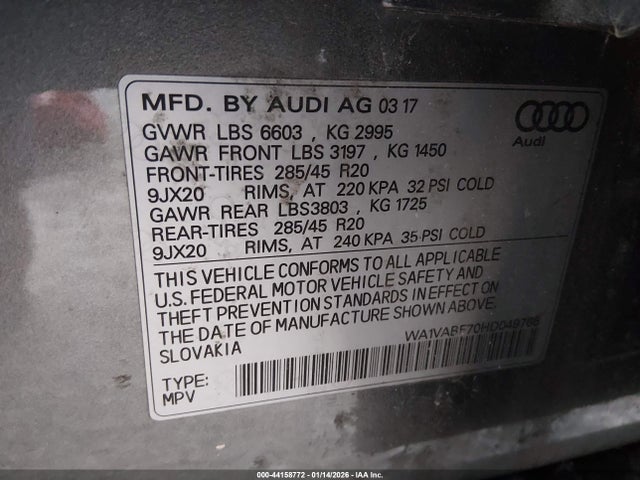 MFD. BY AUDI AG 03 17
GVWR LBS 6603 , KG 2995
GAWR FRONT LBS 3197 , KG 1450
FRONT-TIRES 285/45 R20
9JX20 RIMS, AT 220 KPA 32 PSI COLD
GAWR REAR LBS3803 , KG 1725
REAR-TIRES 285/45 R20
9JX20 RIMS, AT 240 KPA 35 PSI COLD
Audi
THIS VEHICLE CONFORMS TO ALL APPLICABLE
U.S. FEDERAL MOTOR VEHICLE SAFETY AND
THEFT PREVENTION STANDARDS IN EFFECT ON
THE DATE OF MANUFACTURE SHOWN ABOVE.
SLOVAKIA
WA1VABF70HD049766
TYPE:
MPV
000-44158772 - 01/14/2026 - © IAA Inc.